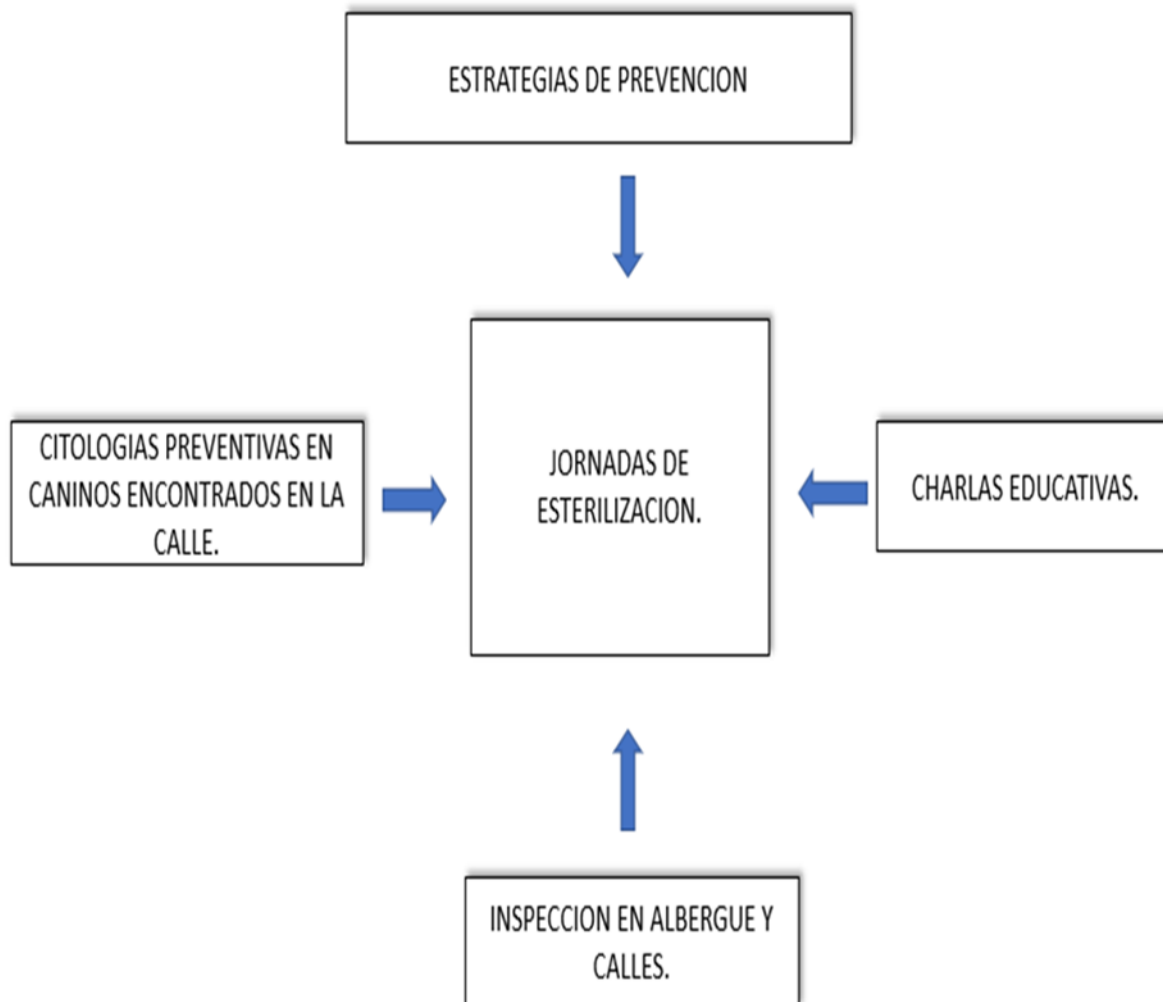 ESTRATEGIAS DE PREVENCION
CITOLOGIAS PREVENTIVAS EN
CANINOS ENCONTRADOS EN LA
CALLE.
JORNADAS DE
ESTERILIZACION.
CHARLAS EDUCATIVAS.
INSPECCION EN ALBERGUE Y
CALLES.